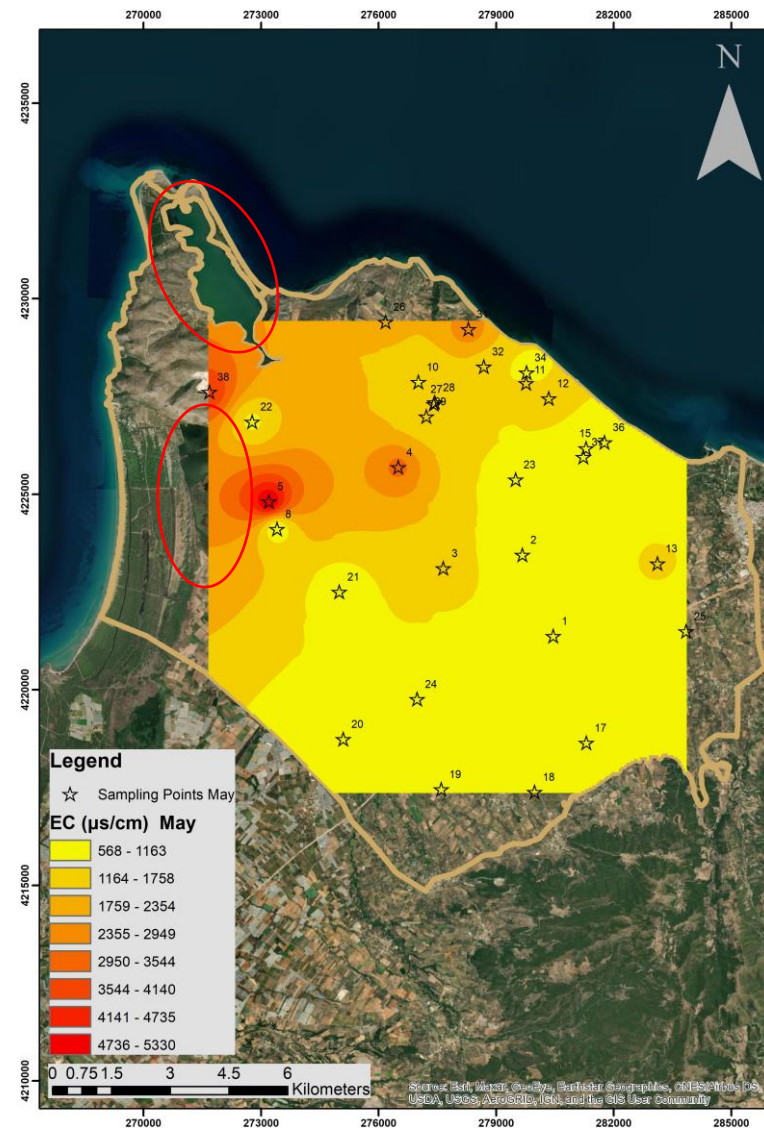 270000 273000 276000 279000 282000 285000
4235000
N
4230000
26
3
32
34
11
10
38
28
27
12
22
36
15
4
23
4225000
5
8
2
13
3
21
25
1
4220000
24
20
17
19
18
Legend
Sampling Points May
EC (µs/cm) May
568 - 1163
1164 - 1758
1759 - 2354
2355 - 2949
2950 - 3544
3544 - 4140
4141 - 4735
4736 - 5330
4215000
0 0.75 1.5 3 4.5 6
Kilometers
4210000
Source: Esri, Maxar, GeoEye, Earthstar Geographics, CNES/Airbus DS,
USDA, USGS, AeroGRID, IGN, and the GIS User Community
270000 273000 276000 279000 282000 285000